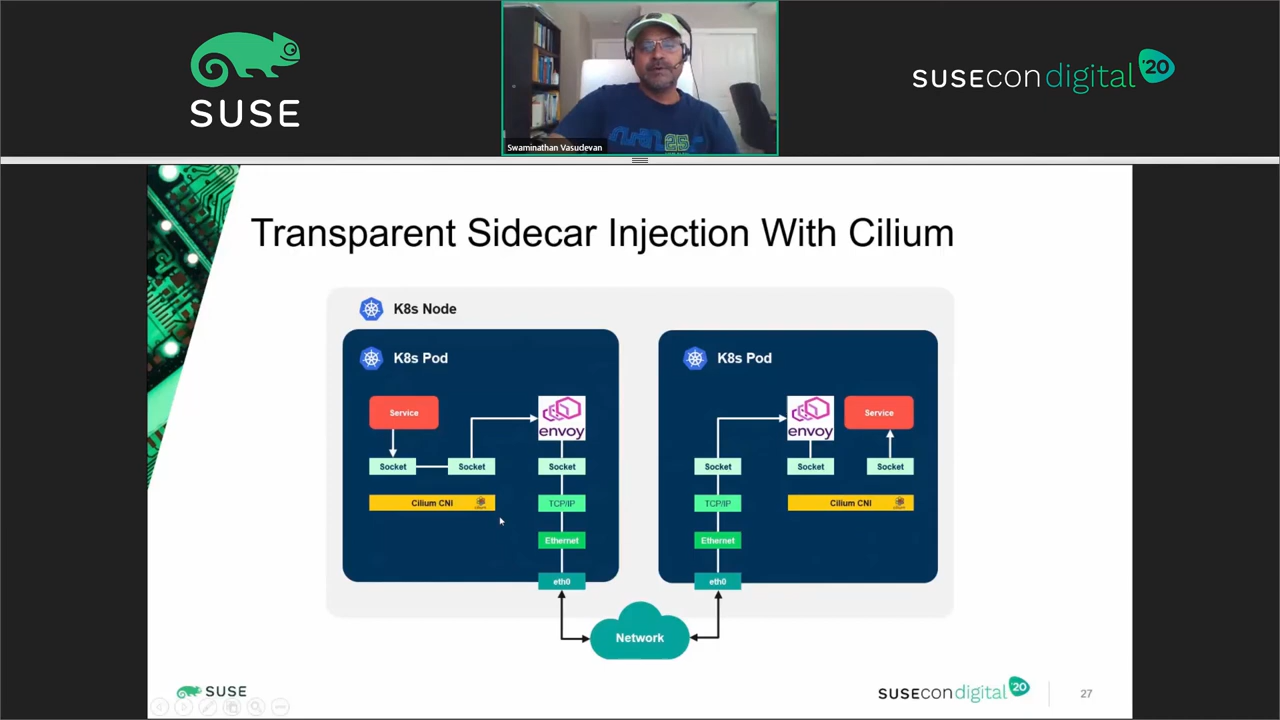 SUSE
SUSEcon digital '20
Swaminathan Vasudevan
Transparent Sidecar Injection With Cilium
K8s Node
K8s Pod
K8s Pod
Service
envoy
envoy
Service
Socket
Socket
Socket
Socket
Socket
Socket
Cilium CNI
TCP/IP
TCP/IP
Cilium CNI
Ethernet
Ethernet
eth0
eth0
Network
SUSE
SUSEcon digital '20
27